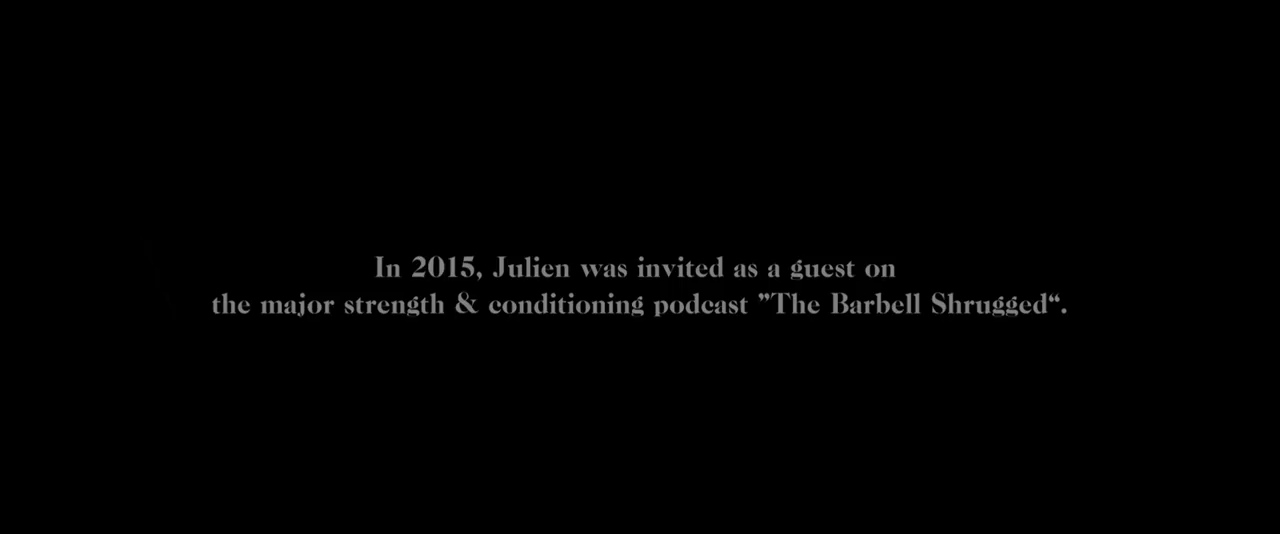 In 2015, Julien was invited as a guest on
the major strength & conditioning podcast ”The Barbell Shrugged“.